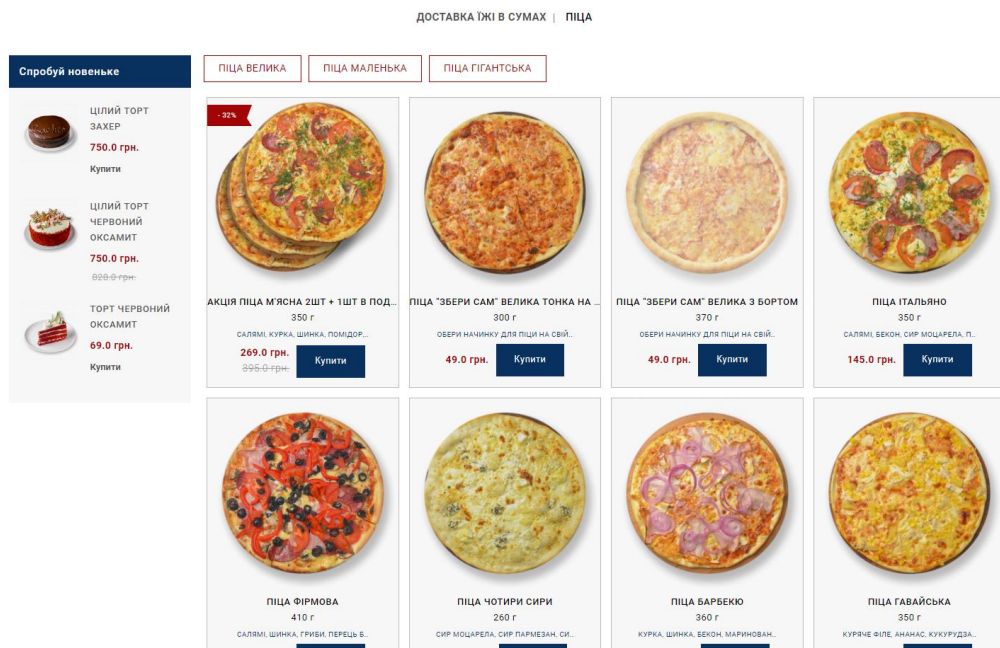 ДОСТАВКА ЇЖІ В СУМАХ | ПІЦА
Спробуй новеньке
ЦІЛИЙ ТОРТ
ЗАХЕР
750.0 грн.
Купити
ЦІЛИЙ ТОРТ
ЧЕРВОНИЙ
ОКСАМИТ
750.0 грн.
828.0 грн.
ТОРТ ЧЕРВОНИЙ
ОКСАМИТ
69.0 грн.
Купити
ПІЦА ВЕЛИКА ПІЦА МАЛЕНЬКА ПІЦА ГІГАНТСЬКА
- 32%
АКЦІЯ ПІЦА М'ЯСНА 2ШТ + 1ШТ В ПОД...
350 г
САЛЯМІ, КУРКА, ШИНКА, ПОМІДОР,..
269.0 грн.
395.0 грн.
Купити
ПІЦА "ЗБЕРИ САМ" ВЕЛИКА ТОНКА НА ...
300 г
ОБЕРИ НАЧИНКУ ДЛЯ ПІЦИ НА СВІЙ..
49.0 грн. Купити
ПІЦА "ЗБЕРИ САМ" ВЕЛИКА З БОРТОМ
370 г
ОБЕРИ НАЧИНКУ ДЛЯ ПІЦИ НА СВІЙ..
49.0 грн. Купити
ПІЦА ІТАЛЬЯНО
350 г
САЛЯМІ, БЕКОН, СИР МОЦАРЕЛА, П..
145.0 грн. Купити
ПІЦА ФІРМОВА
410 г
САЛЯМІ, ШИНКА, ГРИБИ, ПЕРЕЦЬ Б..
ПІЦА ЧОТИРИ СИРИ
260 г
СИР МОЦАРЕЛА, СИР ПАРМЕЗАН, СИ..
ПІЦА БАРБЕКЮ
360 г
КУРКА, ШИНКА, БЕКОН, МАРИНОВАН..
ПІЦА ГАВАЙСЬКА
350 г
КУРЯЧЕ ФІЛЕ, АНАНАС, КУКУРУДЗА..